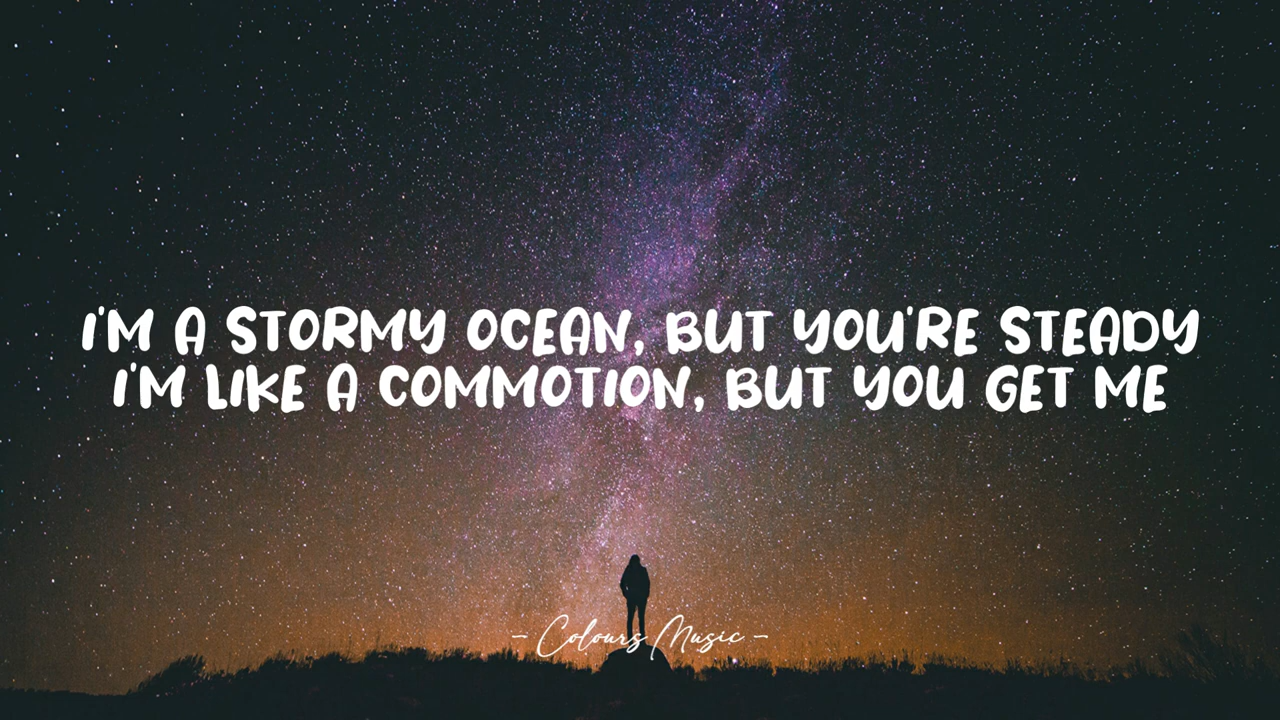 I'M A STORMY OCEAN, BUT YOU'RE STEADY
I'M LIKE A COMMOTION, BUT YOU GET ME
- Colours Music -